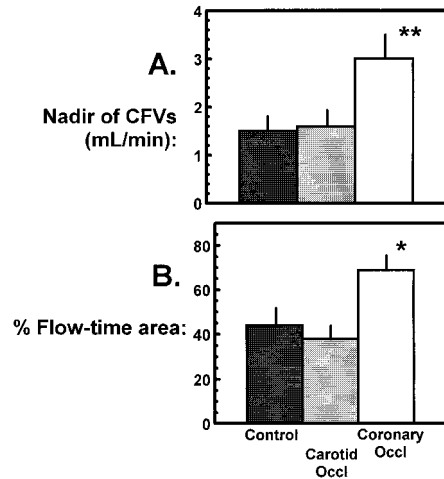 A.
Nadir of CFVs
(mL/min):
4
3
2
1
0
**
B.
% Flow-time area:
80
60
40
20
0
*
Control
Carotid
Occl
Coronary
Occl